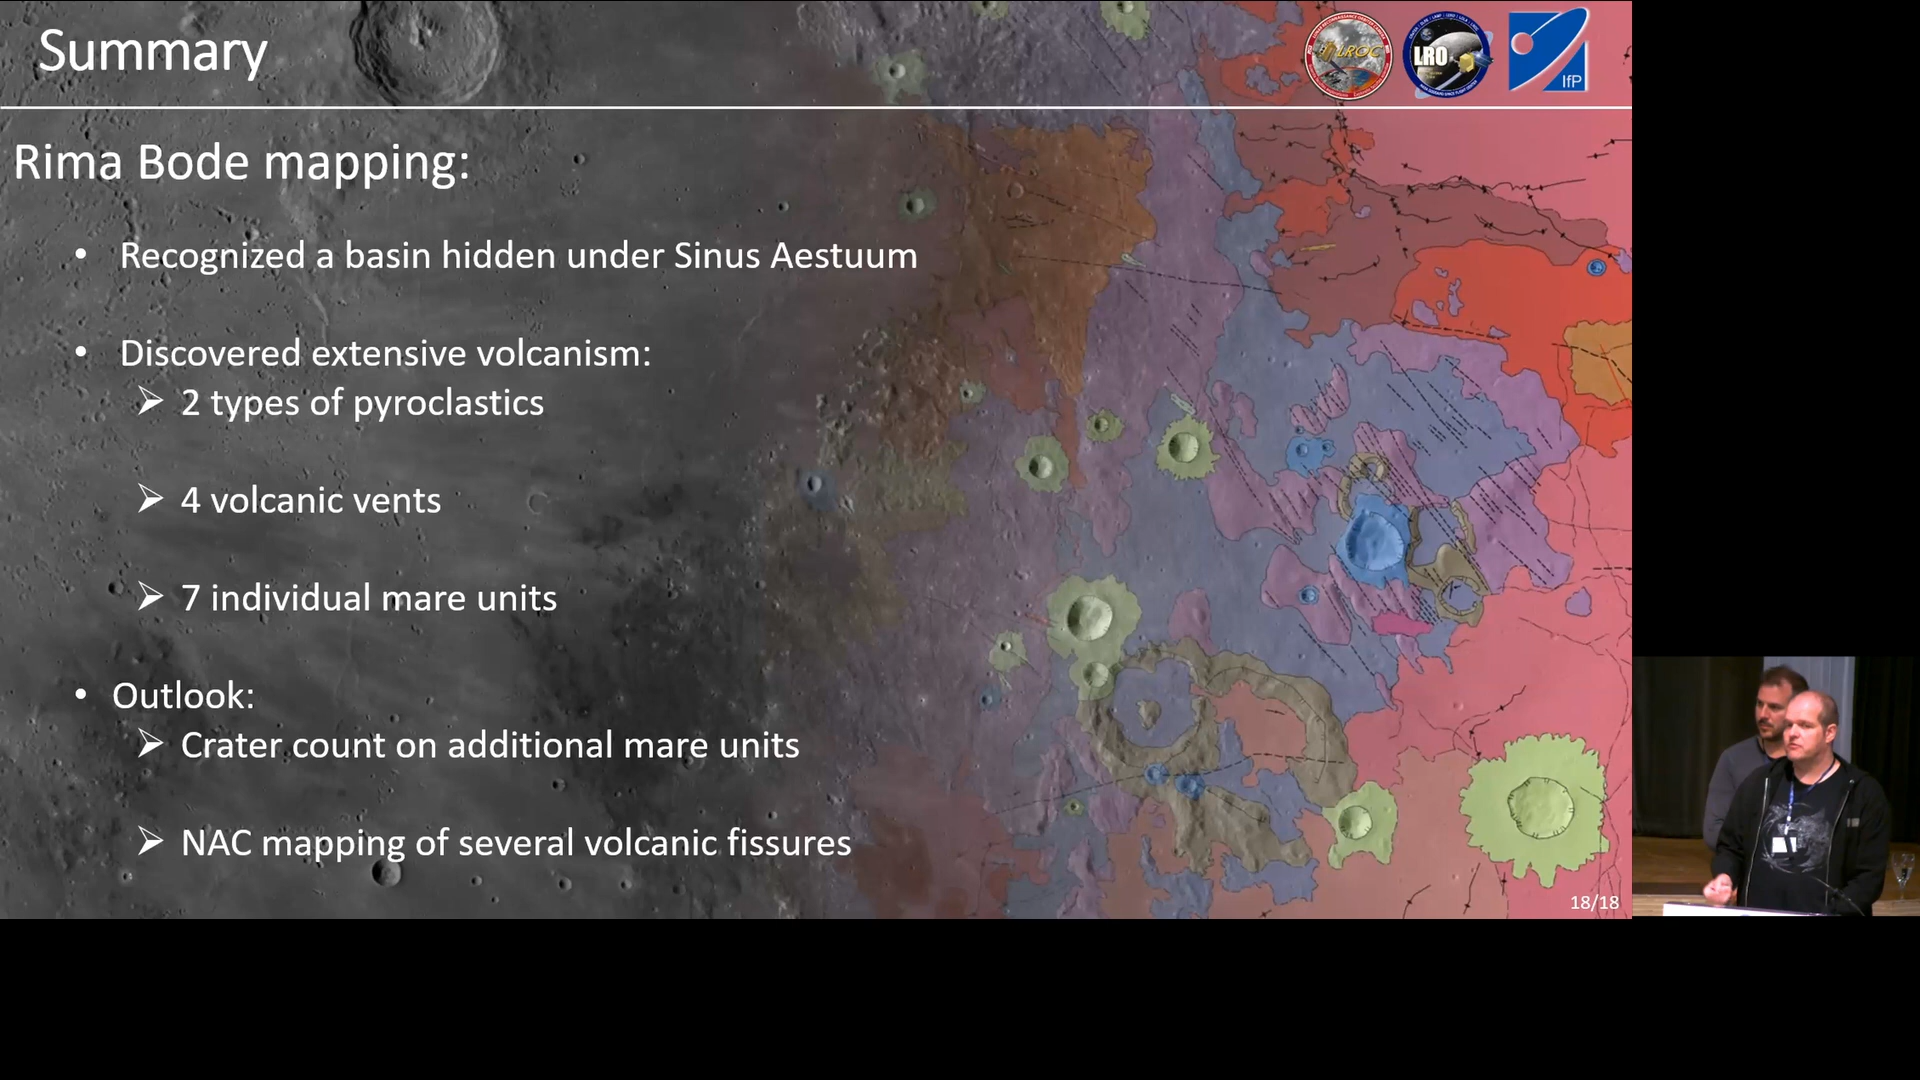 Summary
LROC
LRO
IfP
Rima Bode mapping:
• Recognized a basin hidden under Sinus Aestuum
• Discovered extensive volcanism:
➢ 2 types of pyroclastics
➢ 4 volcanic vents
➢ 7 individual mare units
• Outlook:
➢ Crater count on additional mare units
➢ NAC mapping of several volcanic fissures
18/18